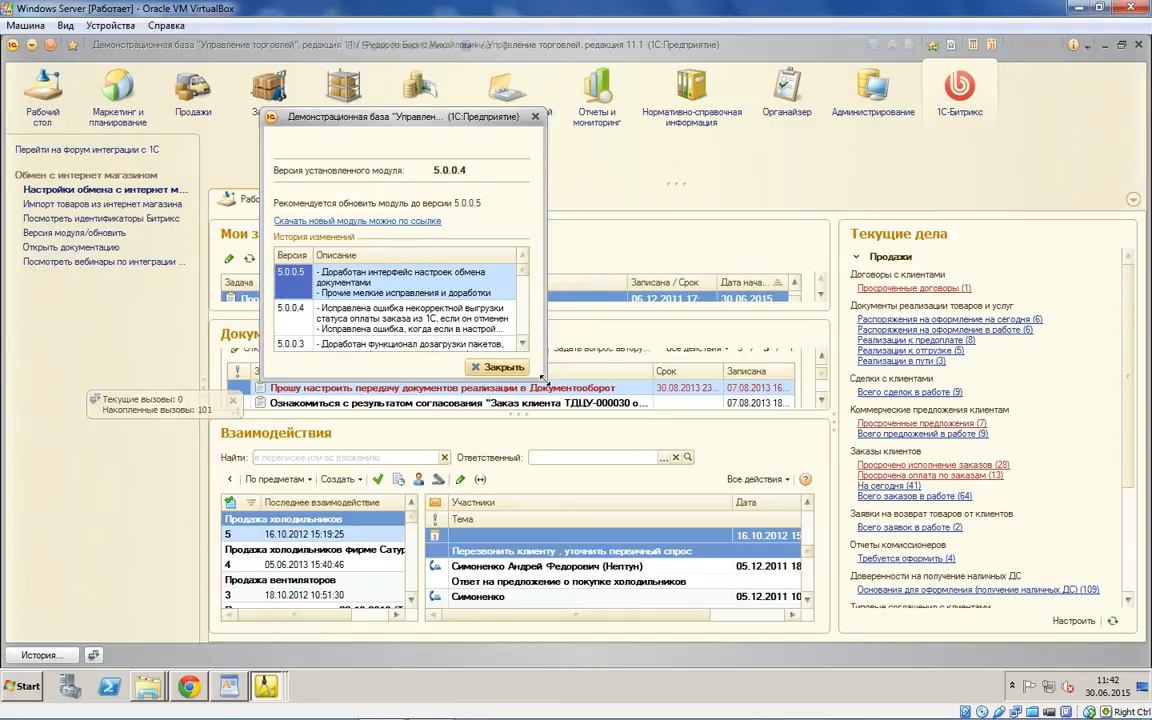 Windows Server [Работает] - Oracle VM VirtualBox
Машина Вид Устройства Справка
Демонстрационная база "Управление торговлей", редакция 11.1 / Федоров Борис Михайлович / Управление торговлей, редакция 11.1 (1С:Предприятие)
Рабочий стол
Маркетинг и планирование
Продажи
Отчеты и мониторинг
Нормативно-справочная информация
Органайзер
Администрирование
1С-Битрикс
Перейти на форум интеграции с 1С
Обмен с интернет магазином
Настройки обмена с интернет м...
Импорт товаров из интернет магазина
Посмотреть идентификаторы Битрикс
Версия модуля/обновить
Открыть документацию
Посмотреть вебинары по интеграции ...
Демонстрационная база "Управлен... (1С:Предприятие)
Версия установленного модуля: 5.0.0.4
Рекомендуется обновить модуль до версии 5.0.0.5
Скачать новый модуль можно по ссылке
История изменений
Версия Описание
5.0.0.5 - Доработан интерфейс настроек обмена
документами
- Прочие мелкие исправления и доработки
5.0.0.4 - Исправлена ошибка некорректной выгрузки
статуса оплаты заказа из 1С, если он отменен
- Исправлена ошибка, когда если в настрой...
5.0.0.3 - Доработан функционал дозагрузки пакетов,
Закрыть
Мои з
Задача Записана / Срок Дата нача...
06.12.2011 17: 30.06.2015
Докум
Задать вопрос автору... Все действия
Срок Записана
Прошу настроить передачу документов реализации в Документооборот 30.08.2013 23... 07.08.2013 16...
Ознакомиться с результом согласования "Заказ клиента ТДЦУ-000030 о... 07.08.2013 18...
Текущие вызовы: 0
Накопленные вызовы: 101
Взаимодействия
Найти: в переписке или во вложениях Ответственный:
По предметам Создать Все действия
Последнее взаимодействие
Продажа холодильников
5 16.10.2012 15:19:25
Продажа холодильников фирме Сатур
4 05.06.2013 15:40:46
Продажа вентиляторов
3 18.10.2012 10:51:30
Участники Дата
Тема
16.10.2012 15
Перезвонить клиенту , уточнить первичный спрос
Симоненко Андрей Федорович (Нептун) 05.12.2011 18
Ответ на предложение о покупке холодильников
Симоненко 05.12.2011 10
Текущие дела
Продажи
Договоры с клиентами
Просроченные договоры (1)
Документы реализации товаров и услуг
Распоряжения на оформление на сегодня (6)
Распоряжения на оформление в работе (6)
Реализации к предоплате (8)
Реализации к отгрузке (5)
Реализации в пути (3)
Сделки с клиентами
Всего сделок в работе (9)
Коммерческие предложения клиентам
Просроченные предложения (7)
Всего предложений в работе (9)
Заказы клиентов
Просрочено исполнение заказов (28)
Просрочена оплата по заказам (13)
На сегодня (41)
Всего заказов в работе (64)
Заявки на возврат товаров от клиентов
Всего заявок в работе (2)
Отчеты комиссионеров
Требуется оформить (4)
Доверенности на получение наличных ДС
Основания для оформления (получение наличных ДС) (109)
Типовые соглашения с клиентами
Настроить
История...
Start
11:42
30.06.2015
Right Ctrl